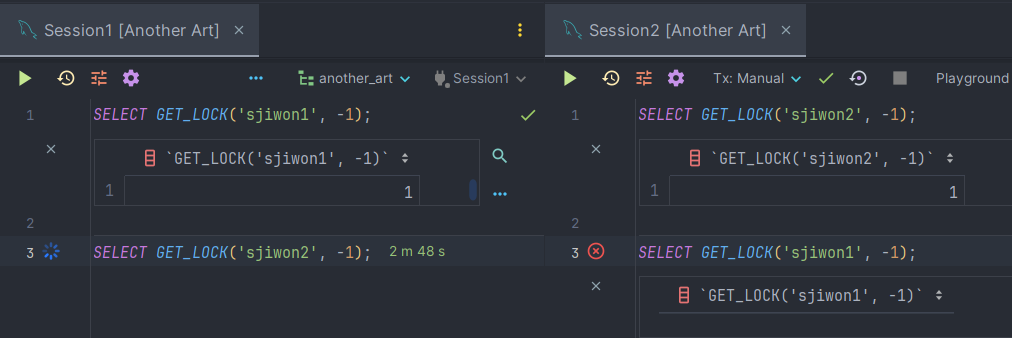 Session1 [Another Art] ×
another_art Session1
1 SELECT GET_LOCK('sjiwon1', -1);
`GET_LOCK('sjiwon1', -1)`
1 1
2
3 SELECT GET_LOCK('sjiwon2', -1); 2 m 48 s
Session2 [Another Art] ×
Tx: Manual Playground
1 SELECT GET_LOCK('sjiwon2', -1);
`GET_LOCK('sjiwon2', -1)`
1 1
2
3 SELECT GET_LOCK('sjiwon1', -1);
`GET_LOCK('sjiwon1', -1)`